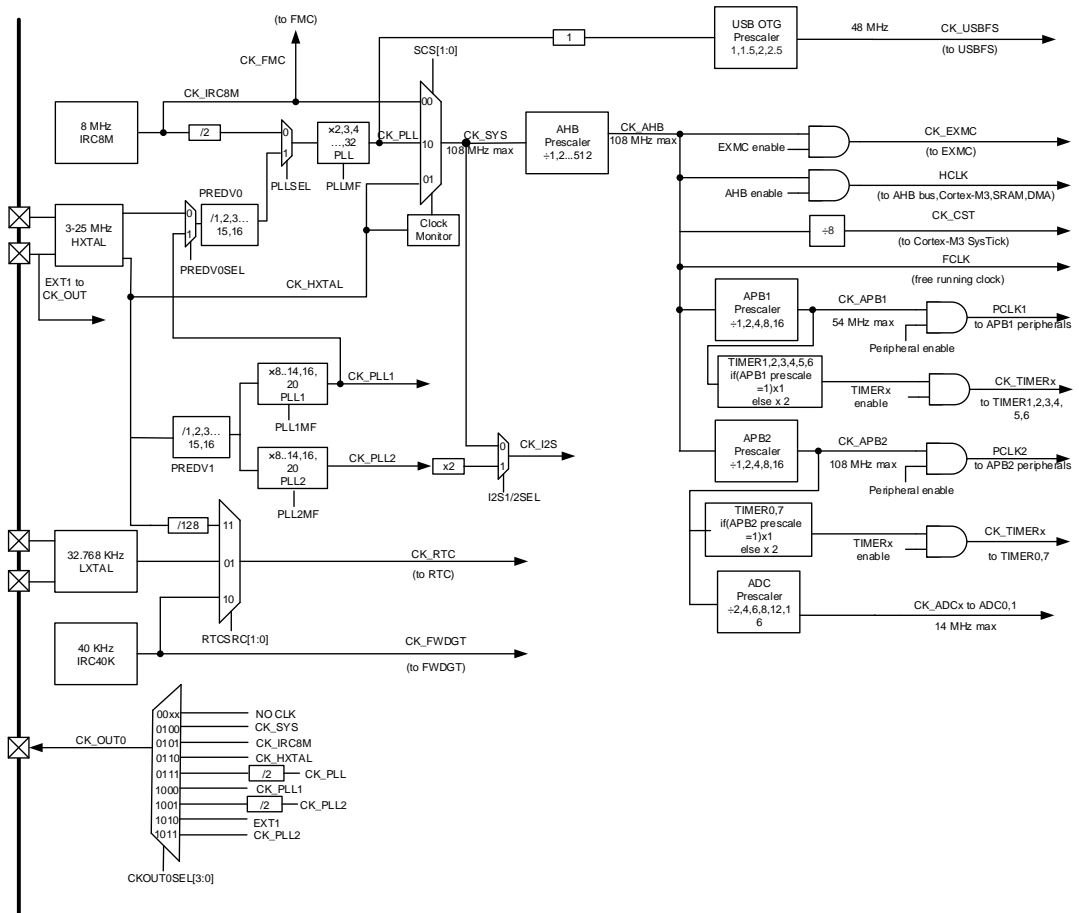 (to FMC)
CK_FMC
SCS[1:0]
CK_IRC8M
00
8 MHz
IRC8M
/2
0
1
PLLSEL
×2,3,4
…,32
PLL
PLLMF
CK_PLL
10
01
CK_SYS
108 MHz max
Clock
Monitor
1
USB OTG
Prescaler
1,1.5,2,2.5
48 MHz
CK_USBFS
(to USBFS)
AHB
Prescaler
÷1,2...512
CK_AHB
108 MHz max
EXMC enable
CK_EXMC
(to EXMC)
AHB enable
HCLK
(to AHB bus,Cortex-M3,SRAM,DMA)
÷8
CK_CST
(to Cortex-M3 SysTick)
FCLK
(free running clock)
PREDV0
/1,2,3…
15,16
0
1
PREDV0SEL
3-25 MHz
HXTAL
EXT1 to
CK_OUT
CK_HXTAL
APB1
Prescaler
÷1,2,4,8,16
CK_APB1
54 MHz max
Peripheral enable
PCLK1
to APB1 peripherals
TIMER1,2,3,4,5,6
if(APB1 prescale
=1)x1
else x 2
TIMERx
enable
CK_TIMERx
to TIMER1,2,3,4,
5,6
×8..14,16,
20
PLL1
PLL1MF
CK_PLL1
/1,2,3…
15,16
PREDV1
×8..14,16,
20
PLL2
PLL2MF
CK_PLL2
x2
0
1
CK_I2S
I2S1/2SEL
APB2
Prescaler
÷1,2,4,8,16
CK_APB2
108 MHz max
Peripheral enable
PCLK2
to APB2 peripherals
TIMER0,7
if(APB2 prescale
=1)x1
else x 2
TIMERx
enable
CK_TIMERx
to TIMER0,7
/128
11
32.768 KHz
LXTAL
01
10
CK_RTC
(to RTC)
RTCSRC[1:0]
ADC
Prescaler
÷2,4,6,8,12,1
6
CK_ADCx to ADC0,1
14 MHz max
40 KHz
IRC40K
CK_FWDGT
(to FWDGT)
CK_OUT0
00xx
NO CLK
0100
CK_SYS
0101
CK_IRC8M
0110
CK_HXTAL
0111
/2
CK_PLL
1000
CK_PLL1
1001
/2
CK_PLL2
1010
EXT1
1011
CK_PLL2
CKOUT0SEL[3:0]